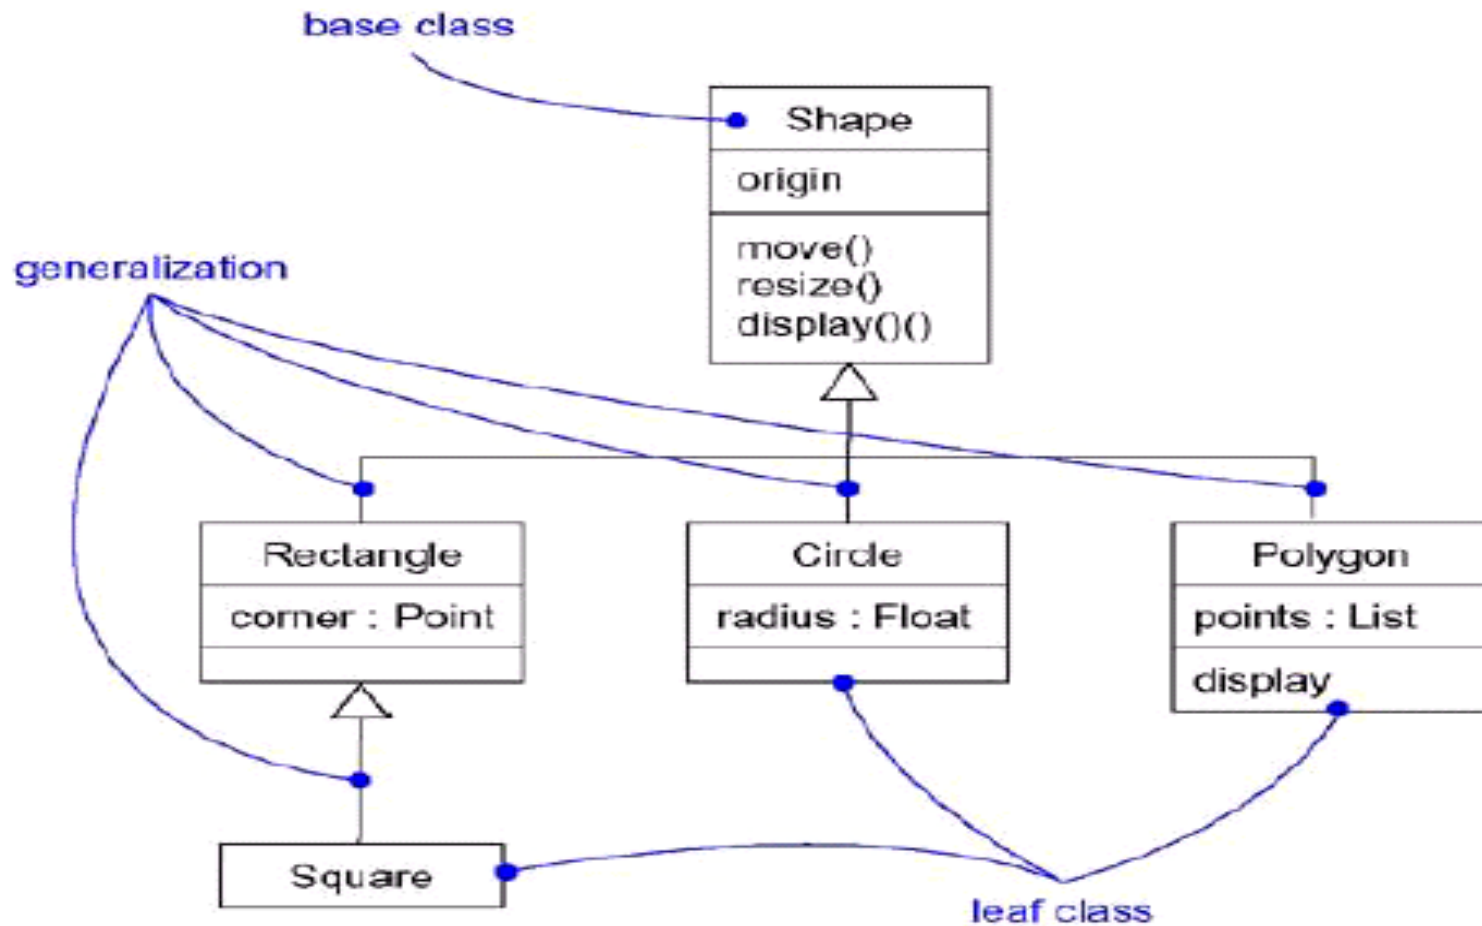 base class
Shape
origin
generalization
move()
resize()
display()()
Rectangle
Circle
Polygon
corner : Point
radius : Float
points : List
display
Square
leaf class